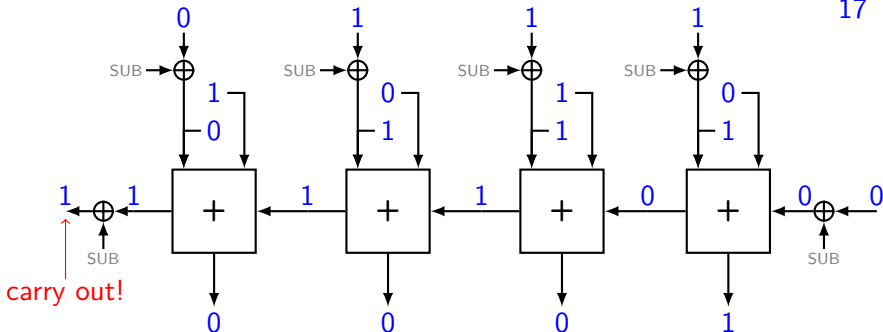 17
0 1 1 1
SUB SUB SUB SUB
1 0 1 0
0 1 1 1
1 1 1 1 0 0 0
+ + + +
SUB SUB
carry out!
0 0 0 1